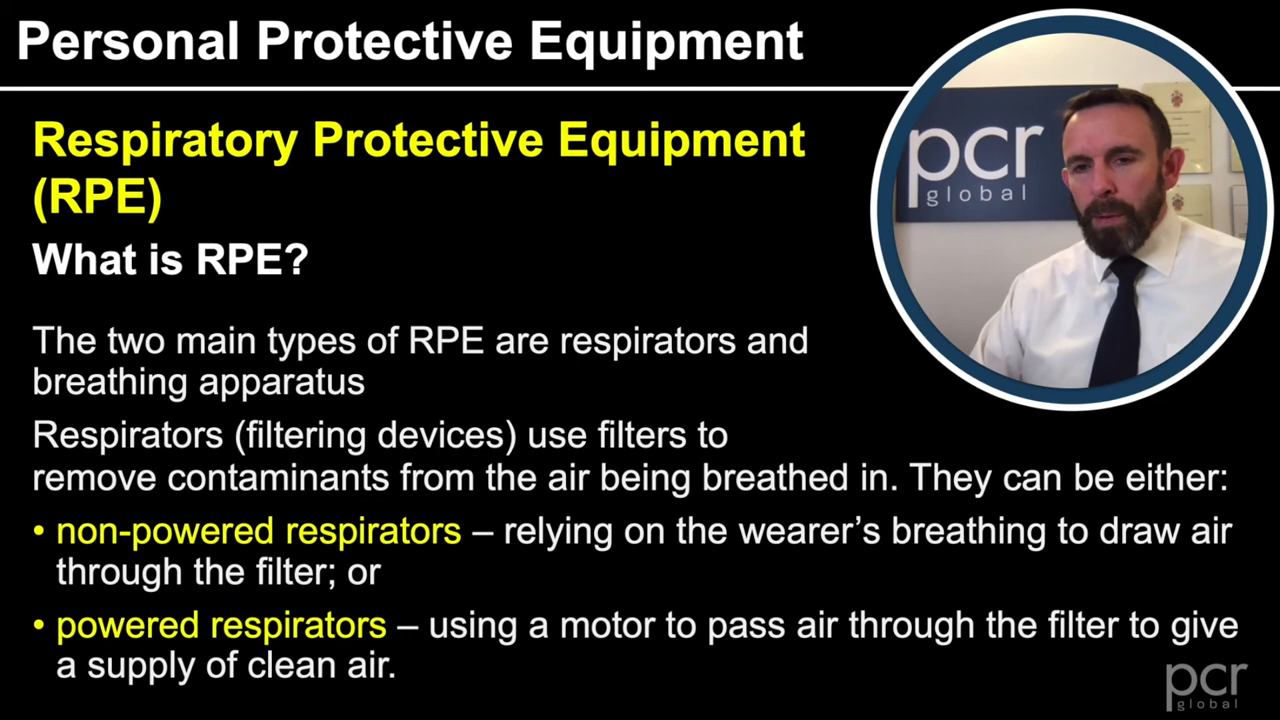 Personal Protective Equipment
Respiratory Protective Equipment
(RPE)
What is RPE?
The two main types of RPE are respirators and
breathing apparatus
Respirators (filtering devices) use filters to
remove contaminants from the air being breathed in. They can be either:
• non-powered respirators – relying on the wearer’s breathing to draw air
through the filter; or
• powered respirators – using a motor to pass air through the filter to give
a supply of clean air.
pcr
global
pcr
global